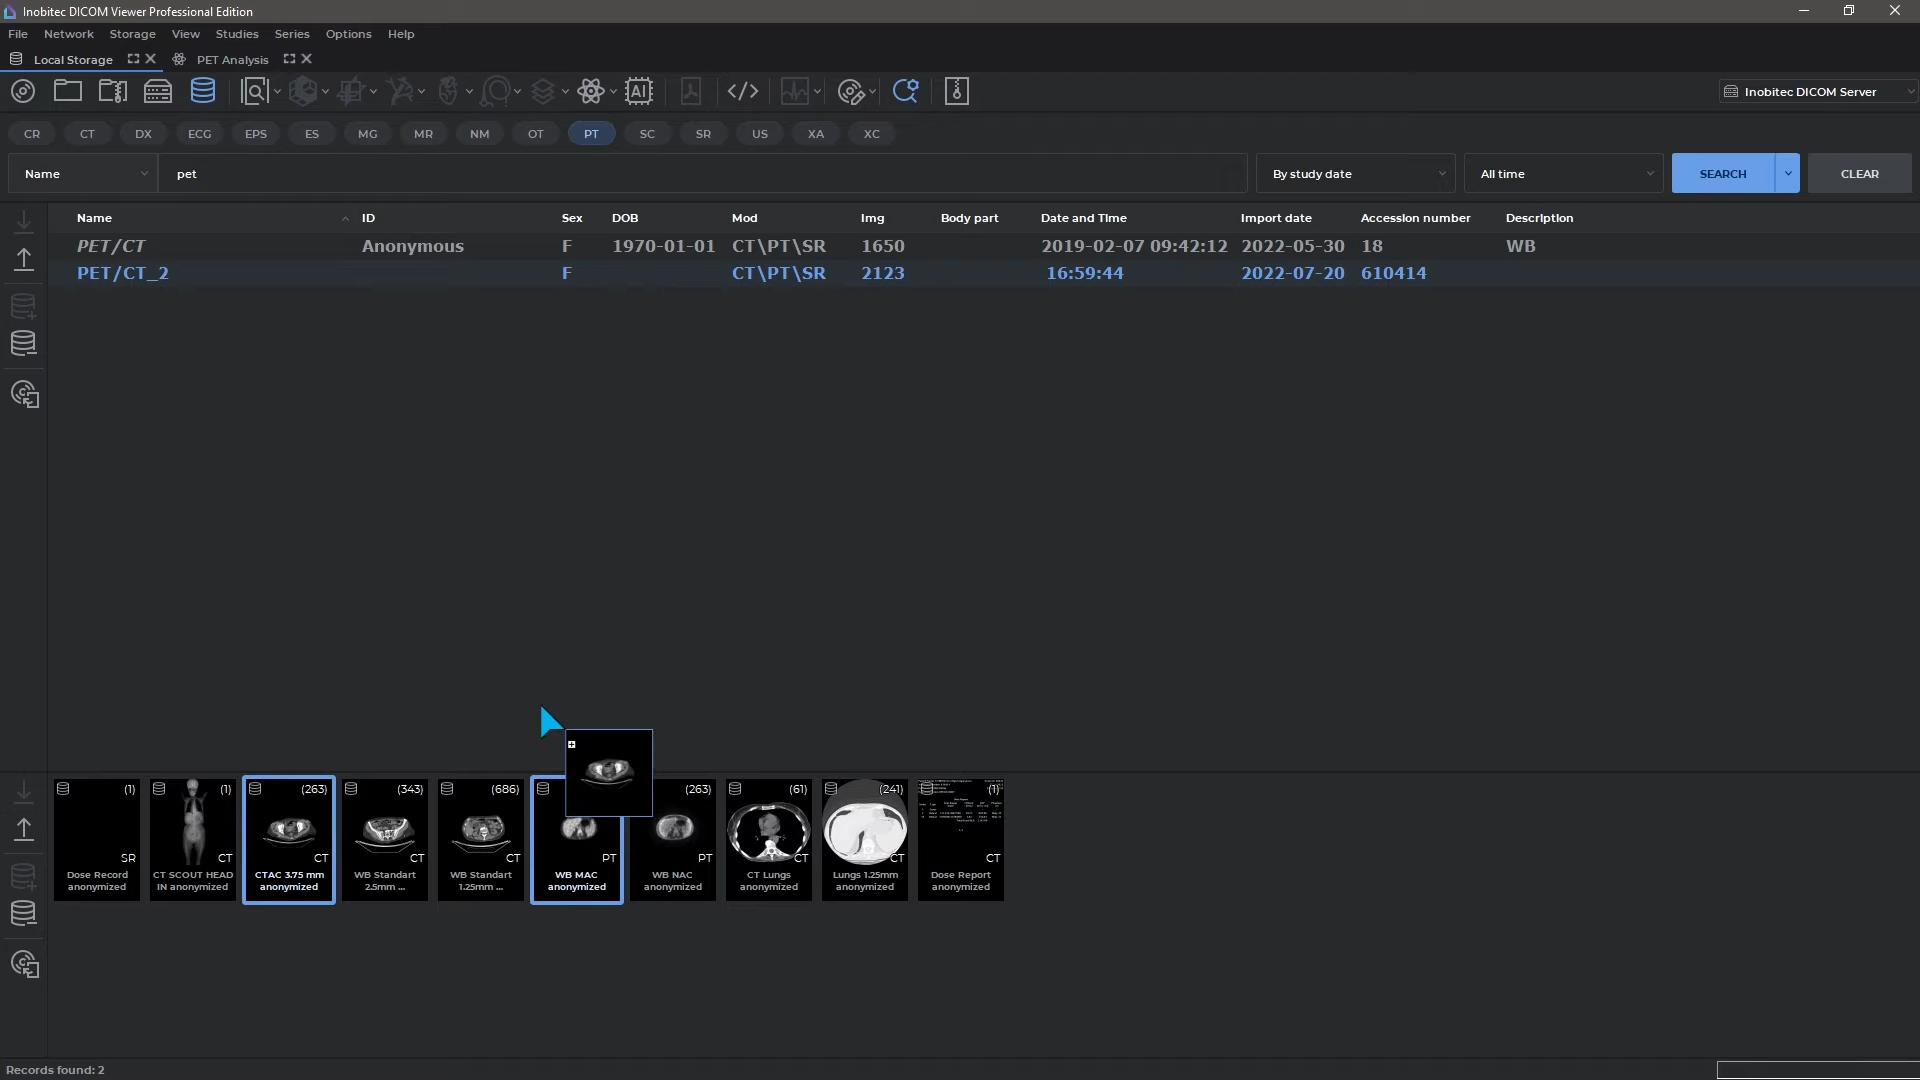 Inobitec DICOM Viewer Professional Edition
File Network Storage View Studies Series Options Help
Local Storage PET Analysis
AI Inobitec DICOM Server
CR CT DX ECG EPS ES MG MR NM OT PT SC SR US XA XC
Name pet By study date All time SEARCH CLEAR
Name ID Sex DOB Mod Img Body part Date and Time Import date Accession number Description
PET/CT Anonymous F 1970-01-01 CT\PT\SR 1650 2019-02-07 09:42:12 2022-05-30 18 WB
PET/CT_2 F CT\PT\SR 2123 16:59:44 2022-07-20 610414
(1) (1) (263) (343) (686) (263) (61) (241) (1)
SR CT CT CT CT PT PT CT CT CT
Dose Record anonymized
CT SCOUT HEAD IN anonymized
CTAC 3.75 mm anonymized
WB Standart 2.5mm ...
WB Standart 1.25mm ...
WB MAC anonymized
WB NAC anonymized
CT Lungs anonymized
Lungs 1.25mm anonymized
Dose Report anonymized
Records found: 2